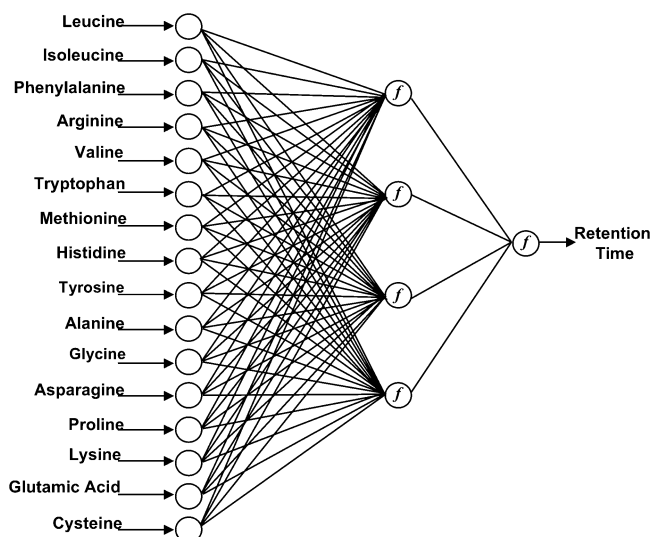 Leucine
Isoleucine
Phenylalanine
Arginine
Valine
Tryptophan
Methionine
Histidine
Tyrosine
Alanine
Glycine
Asparagine
Proline
Lysine
Glutamic Acid
Cysteine
f
f
f
f
f
Retention
Time